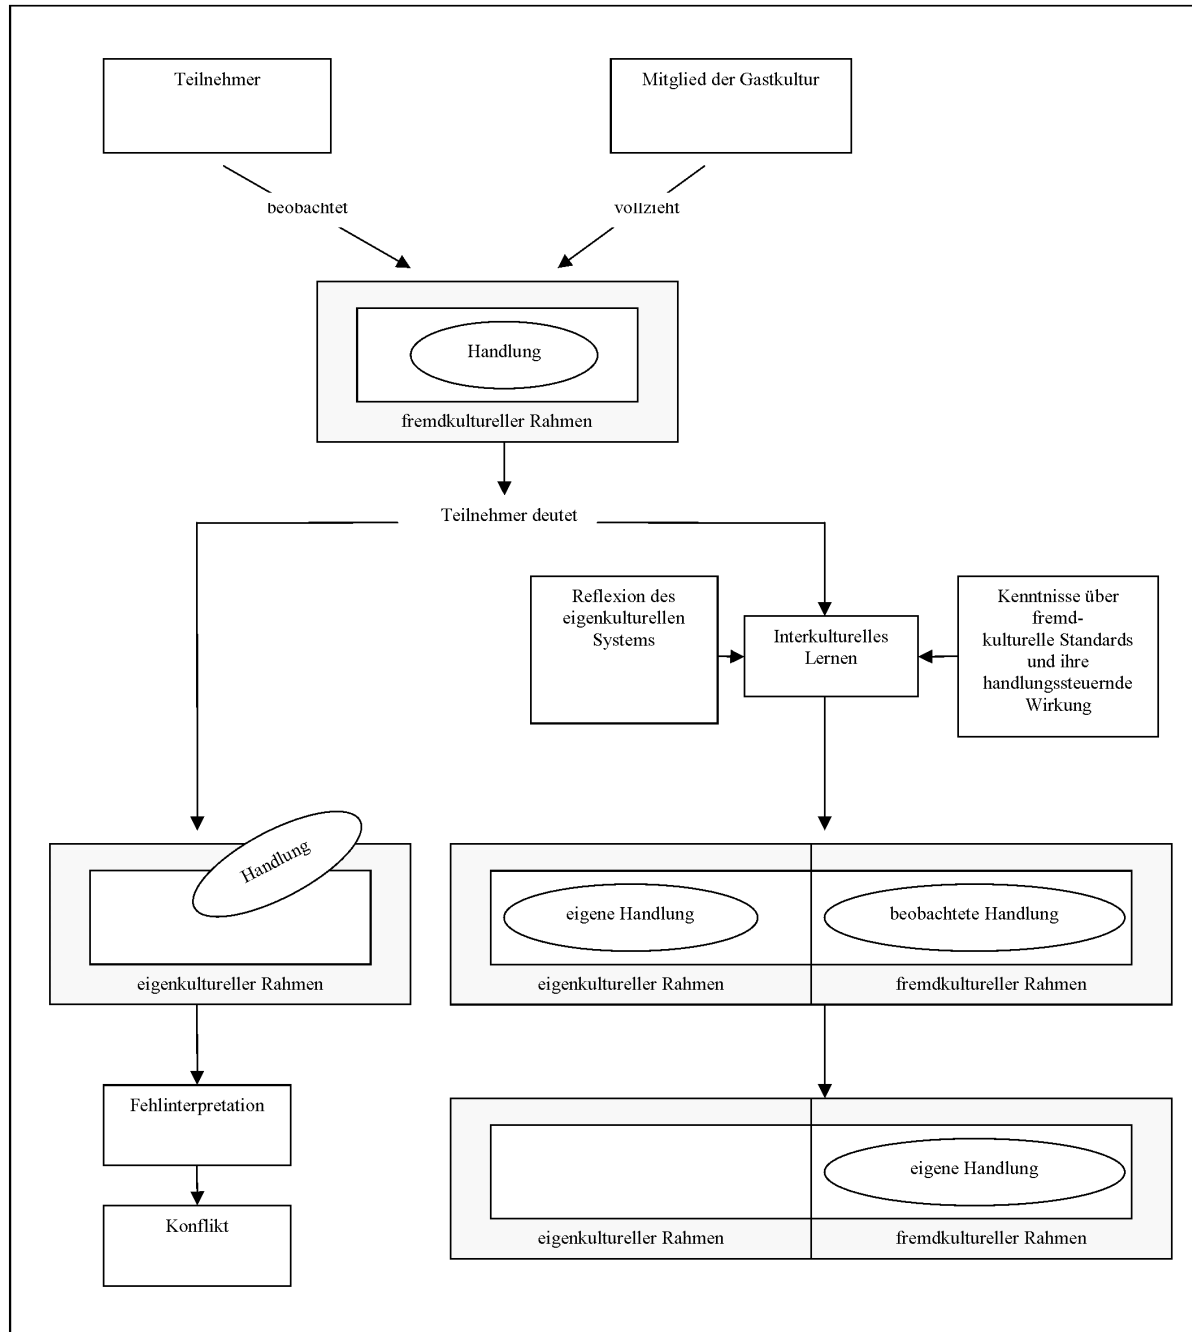 Teilnehmer
Mitglied der Gastkultur
beobachtet
vollzieht
Handlung
fremdkultureller Rahmen
Teilnehmer deutet
Reflexion des
eigenkulturellen
Systems
Interkulturelles
Lernen
Kenntnisse über
fremd-
kulturelle Standards
und ihre
handlungssteuernde
Wirkung
Handlung
eigenkultureller Rahmen
eigene Handlung
beobachtete Handlung
eigenkultureller Rahmen
fremdkultureller Rahmen
Fehlinterpretation
Konflikt
eigene Handlung
eigenkultureller Rahmen
fremdkultureller Rahmen